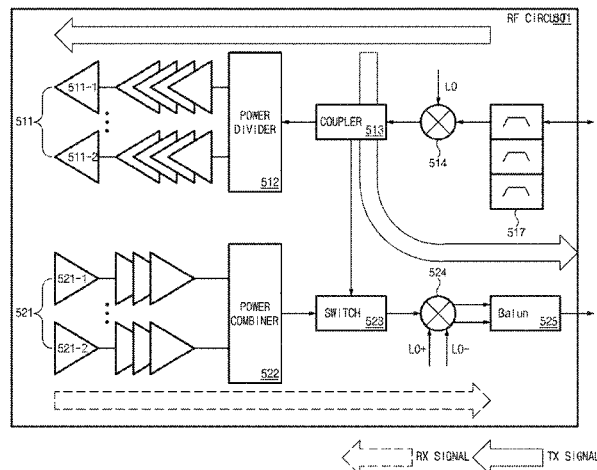 RF CIRCUIT 501
511-1
511
511-2
POWER
DIVIDER
512
COUPLER
513
LO
514
517
521-1
521
521-2
POWER
COMBINER
522
SWITCH
523
524
LO+
LO-
Balun
525
RX SIGNAL
TX SIGNAL